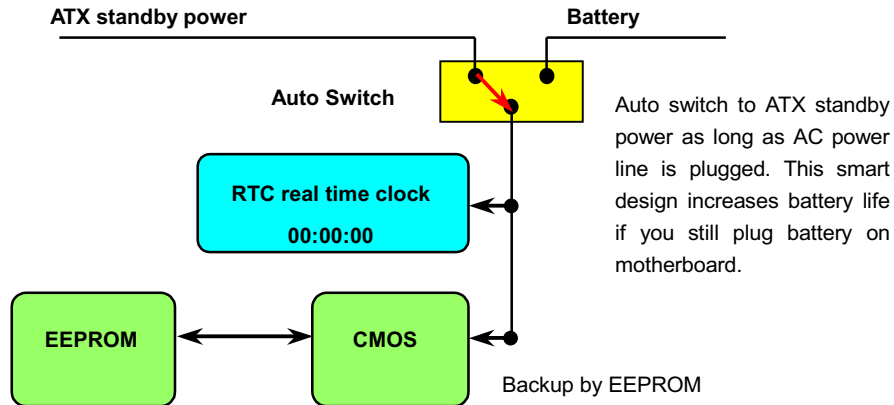 ATX standby power
Battery
Auto Switch
Auto switch to ATX standby
power as long as AC power
line is plugged. This smart
design increases battery life
if you still plug battery on
motherboard.
RTC real time clock
00:00:00
EEPROM
CMOS
Backup by EEPROM